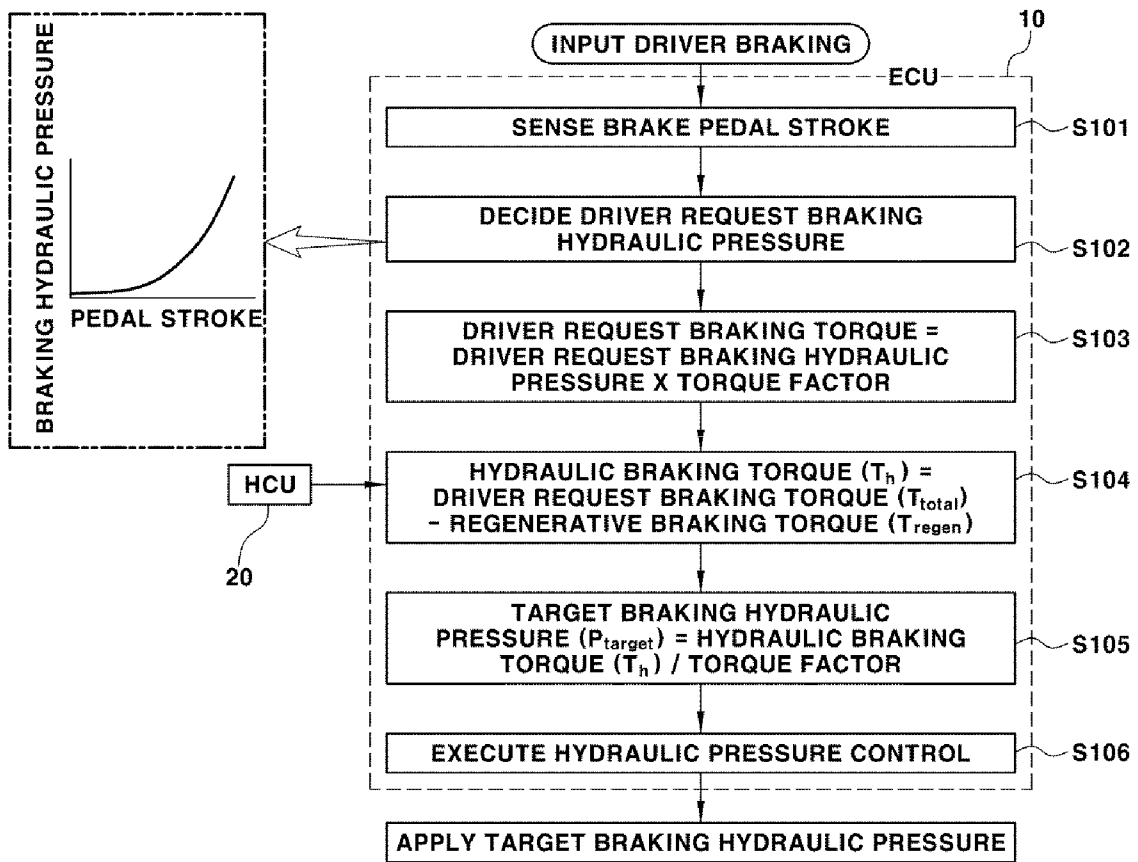 INPUT DRIVER BRAKING
10
ECU
SENSE BRAKE PEDAL STROKE
S101
DECIDE DRIVER REQUEST BRAKING
HYDRAULIC PRESSURE
S102
BRAKING HYDRAULIC PRESSURE
PEDAL STROKE
DRIVER REQUEST BRAKING TORQUE =
DRIVER REQUEST BRAKING HYDRAULIC
PRESSURE X TORQUE FACTOR
S103
HCU
20
HYDRAULIC BRAKING TORQUE (Th) =
DRIVER REQUEST BRAKING TORQUE (Ttotal)
- REGENERATIVE BRAKING TORQUE (Tregen)
S104
TARGET BRAKING HYDRAULIC
PRESSURE (Ptarget) = HYDRAULIC BRAKING
TORQUE (Th) / TORQUE FACTOR
S105
EXECUTE HYDRAULIC PRESSURE CONTROL
S106
APPLY TARGET BRAKING HYDRAULIC PRESSURE